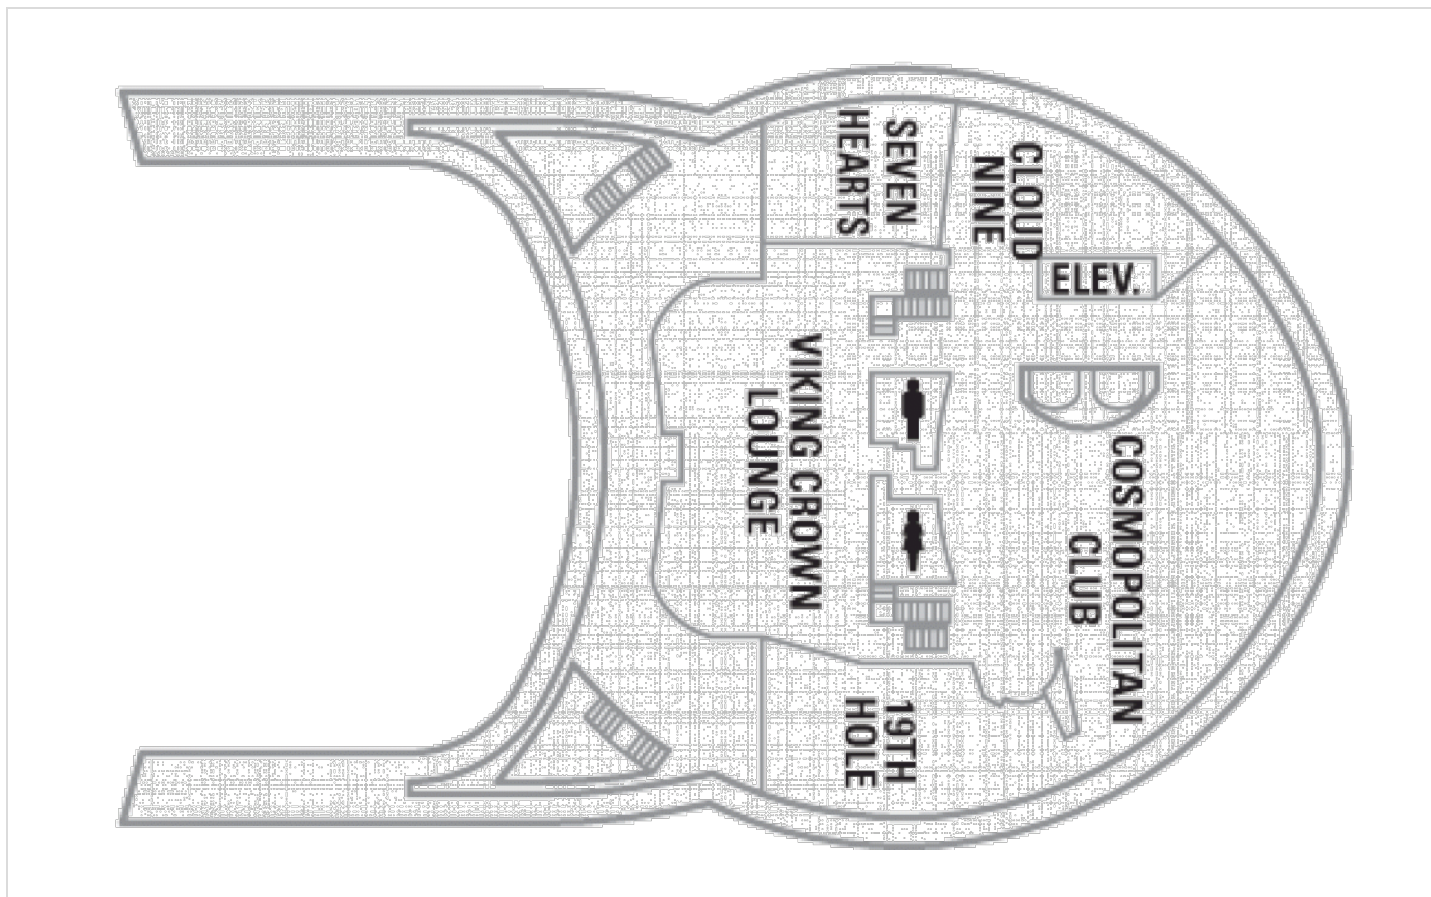 SEVEN
HEARTS
CLOUD
NINE
ELEV.
VIKING CROWN
LOUNGE
COSMOPOLITAN
CLUB
19TH
HOLE